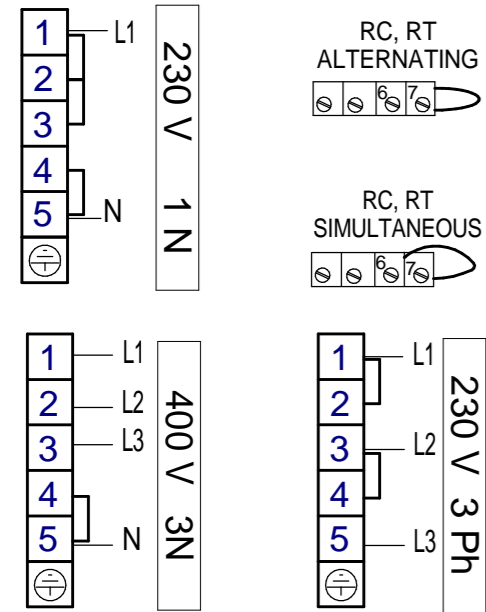 1
L1
2
3
4
5
N
230 V 1 N
RC, RT
ALTERNATING
6 7
RC, RT
SIMULTANEOUS
6 7
1
L1
2
L2
3
L3
4
5
N
400 V 3N
1
L1
2
3
L2
4
5
L3
230 V 3 Ph